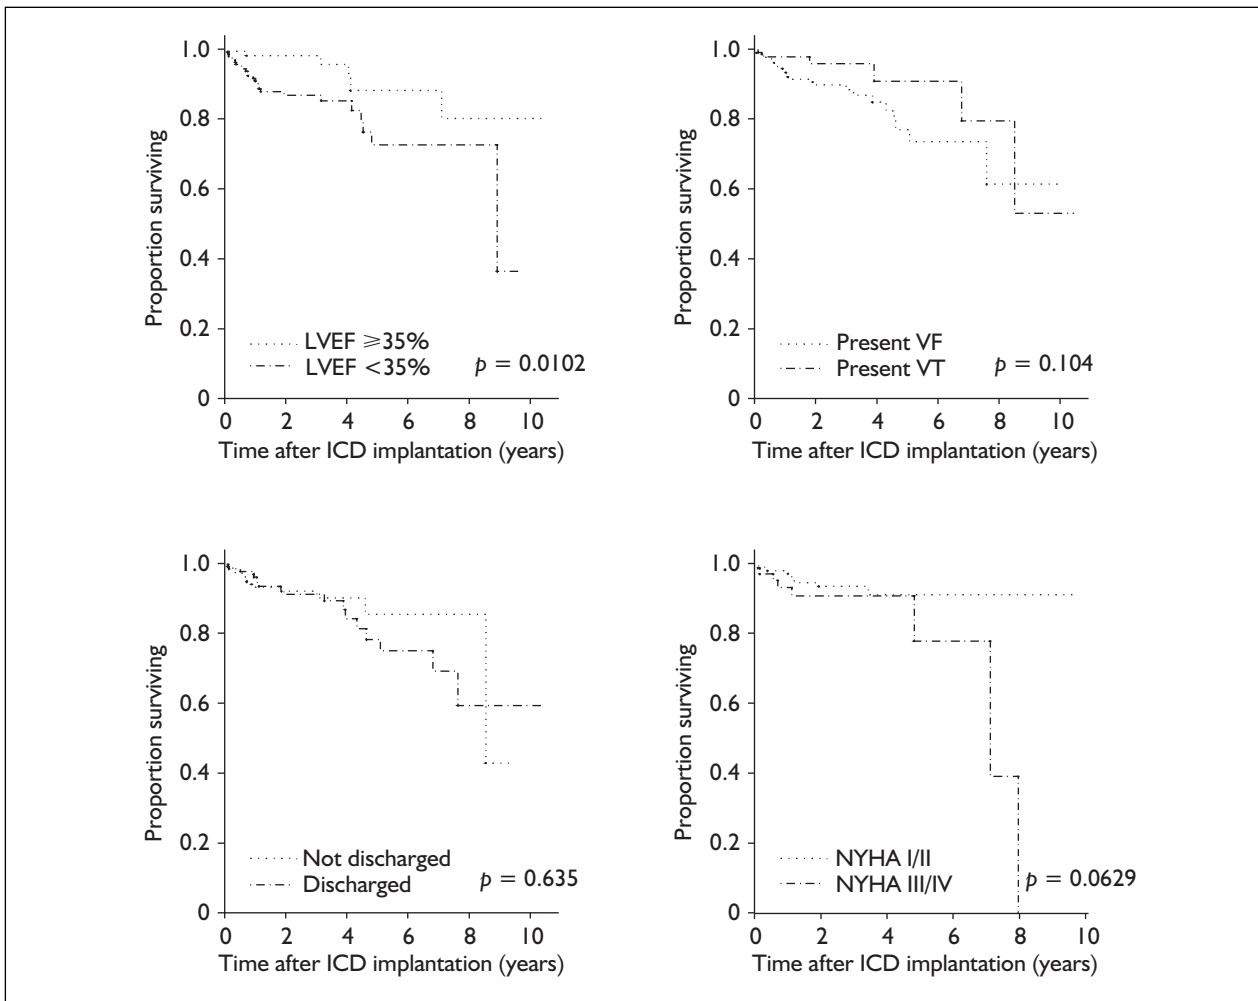 1.0
0.8
0.6
0.4
0.2
0
Proportion surviving
LVEF ⩾35%
LVEF <35%
p = 0.0102
0 2 4 6 8 10
Time after ICD implantation (years)
1.0
0.8
0.6
0.4
0.2
0
Proportion surviving
Present VF
Present VT
p = 0.104
0 2 4 6 8 10
Time after ICD implantation (years)
1.0
0.8
0.6
0.4
0.2
0
Proportion surviving
Not discharged
Discharged
p = 0.635
0 2 4 6 8 10
Time after ICD implantation (years)
1.0
0.8
0.6
0.4
0.2
0
Proportion surviving
NYHA I/II
NYHA III/IV
p = 0.0629
0 2 4 6 8 10
Time after ICD implantation (years)